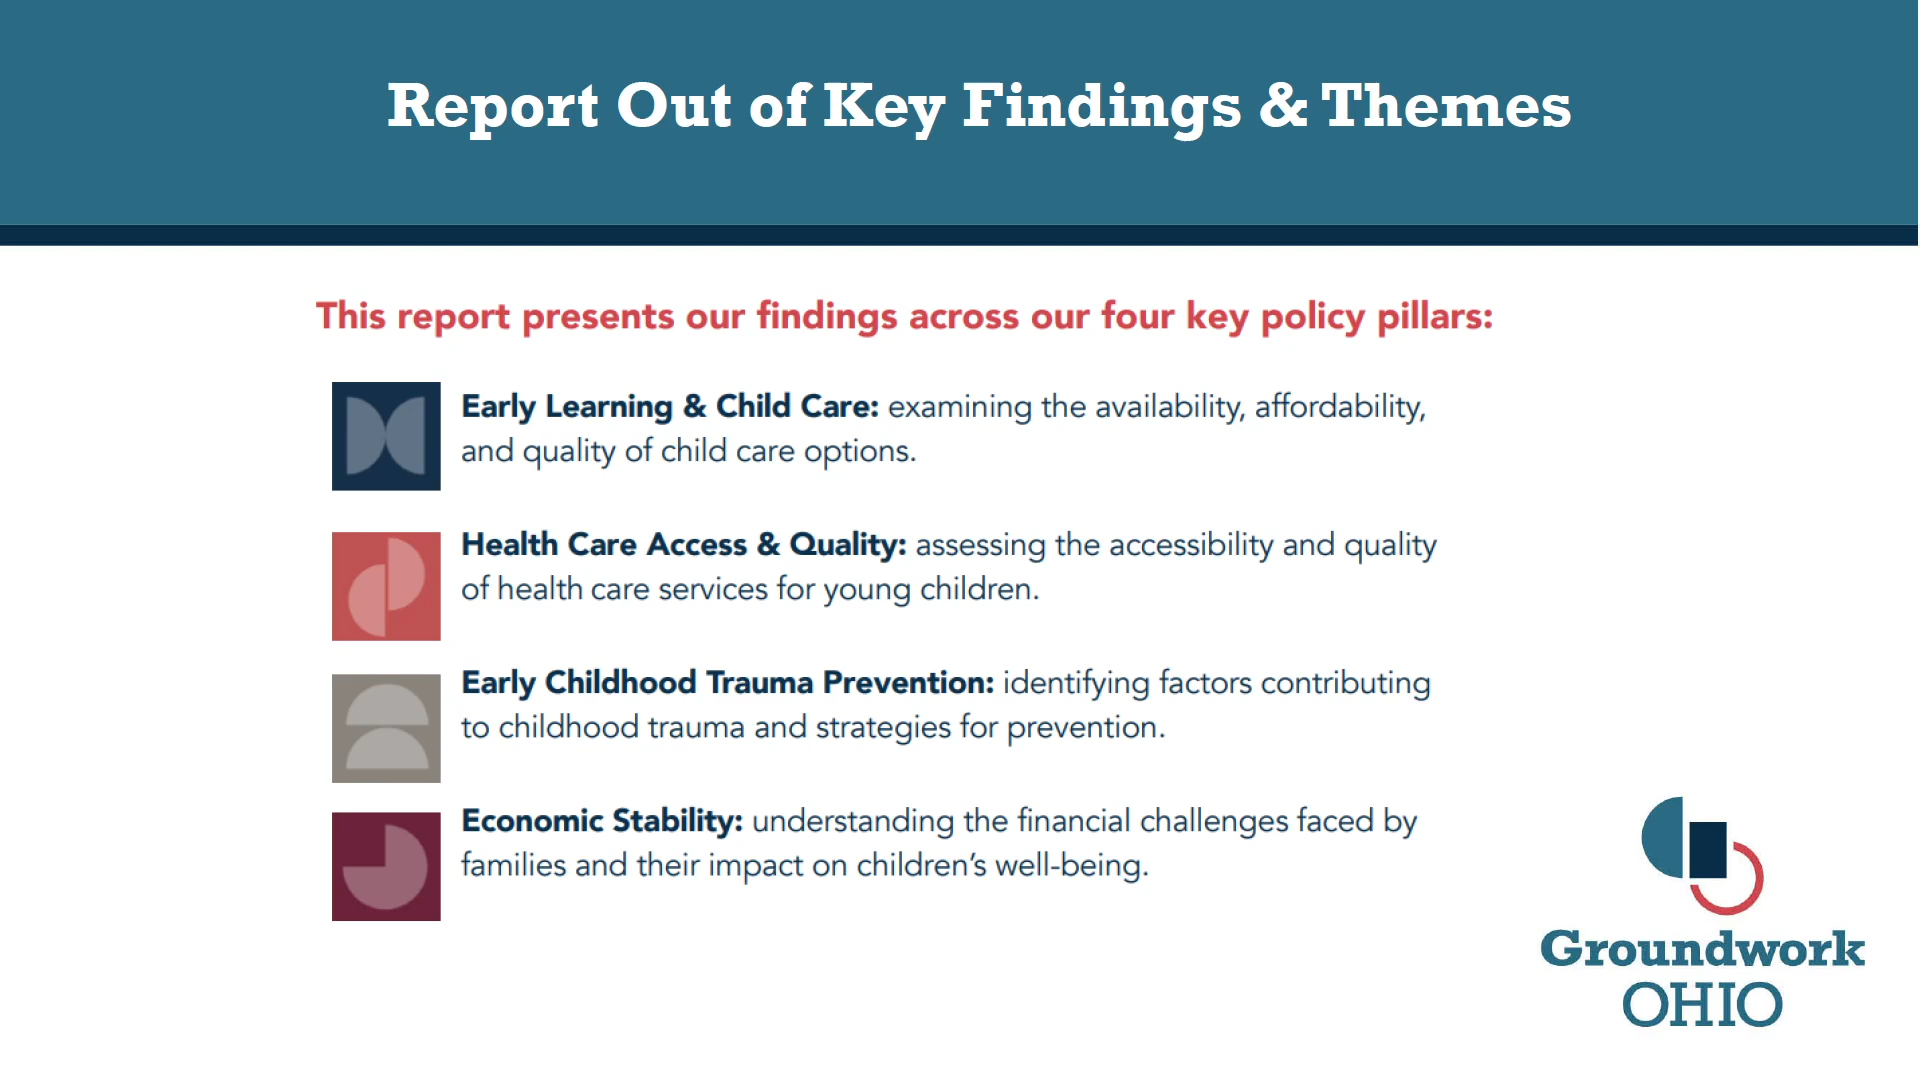 Report Out of Key Findings & Themes
This report presents our findings across our four key policy pillars:
Early Learning & Child Care: examining the availability, affordability,
and quality of child care options.
Health Care Access & Quality: assessing the accessibility and quality
of health care services for young children.
Early Childhood Trauma Prevention: identifying factors contributing
to childhood trauma and strategies for prevention.
Economic Stability: understanding the financial challenges faced by
families and their impact on children’s well-being.
Groundwork
OHIO